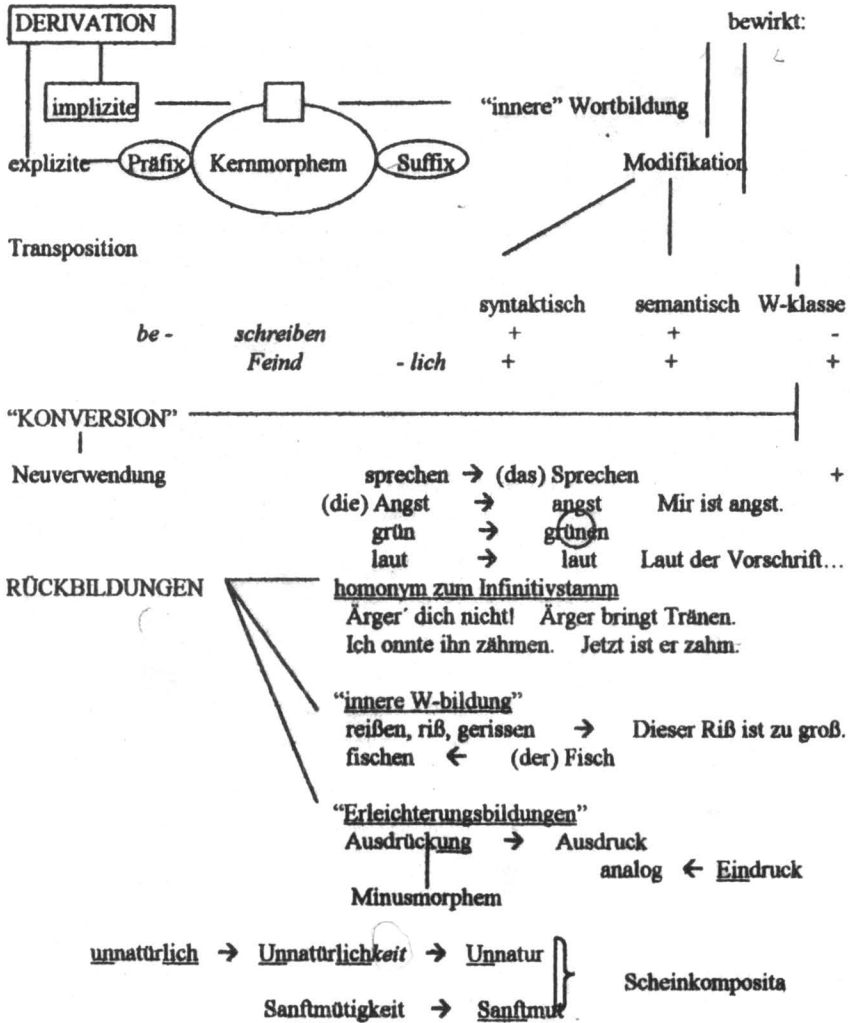 DERIVATION bewirkt:
implizite "innere" Wortbildung
explizite Präfix Kernmorphem Suffix Modifikation
Transposition
syntaktisch semantisch W-klasse
be - schreiben + + -
Feind - lich + + +
"KONVERSION"
Neuverwendung sprechen → (das) Sprechen +
(die) Angst → angst Mir ist angst.
grün → grünen
laut → laut Laut der Vorschrift...
RÜCKBILDUNGEN homonym zum Infinitivstamm
Ärger´ dich nicht! Ärger bringt Tränen.
Ich onnte ihn zähmen. Jetzt ist er zahm.
"innere W-bildung"
reißen, riß, gerissen → Dieser Riß ist zu groß.
fischen ← (der) Fisch
"Erleichterungsbildungen"
Ausdrückung → Ausdruck
analog ← Eindruck
Minusmorphem
unnatürlich → Unnatürlichkeit → Unnatur
Scheinkomposita
Sanftmütigkeit → Sanftmut